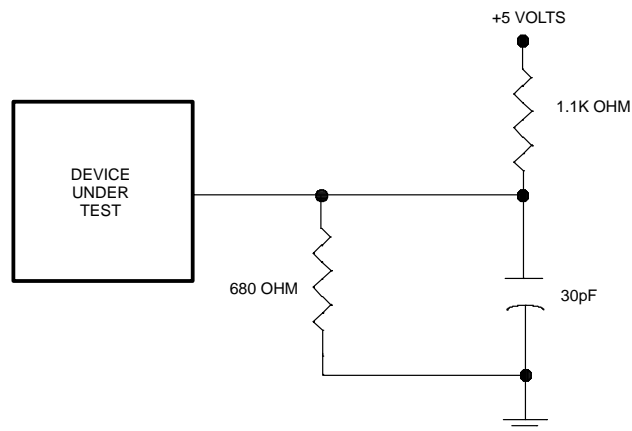 +5 VOLTS
1.1K OHM
DEVICE
UNDER
TEST
680 OHM
30pF